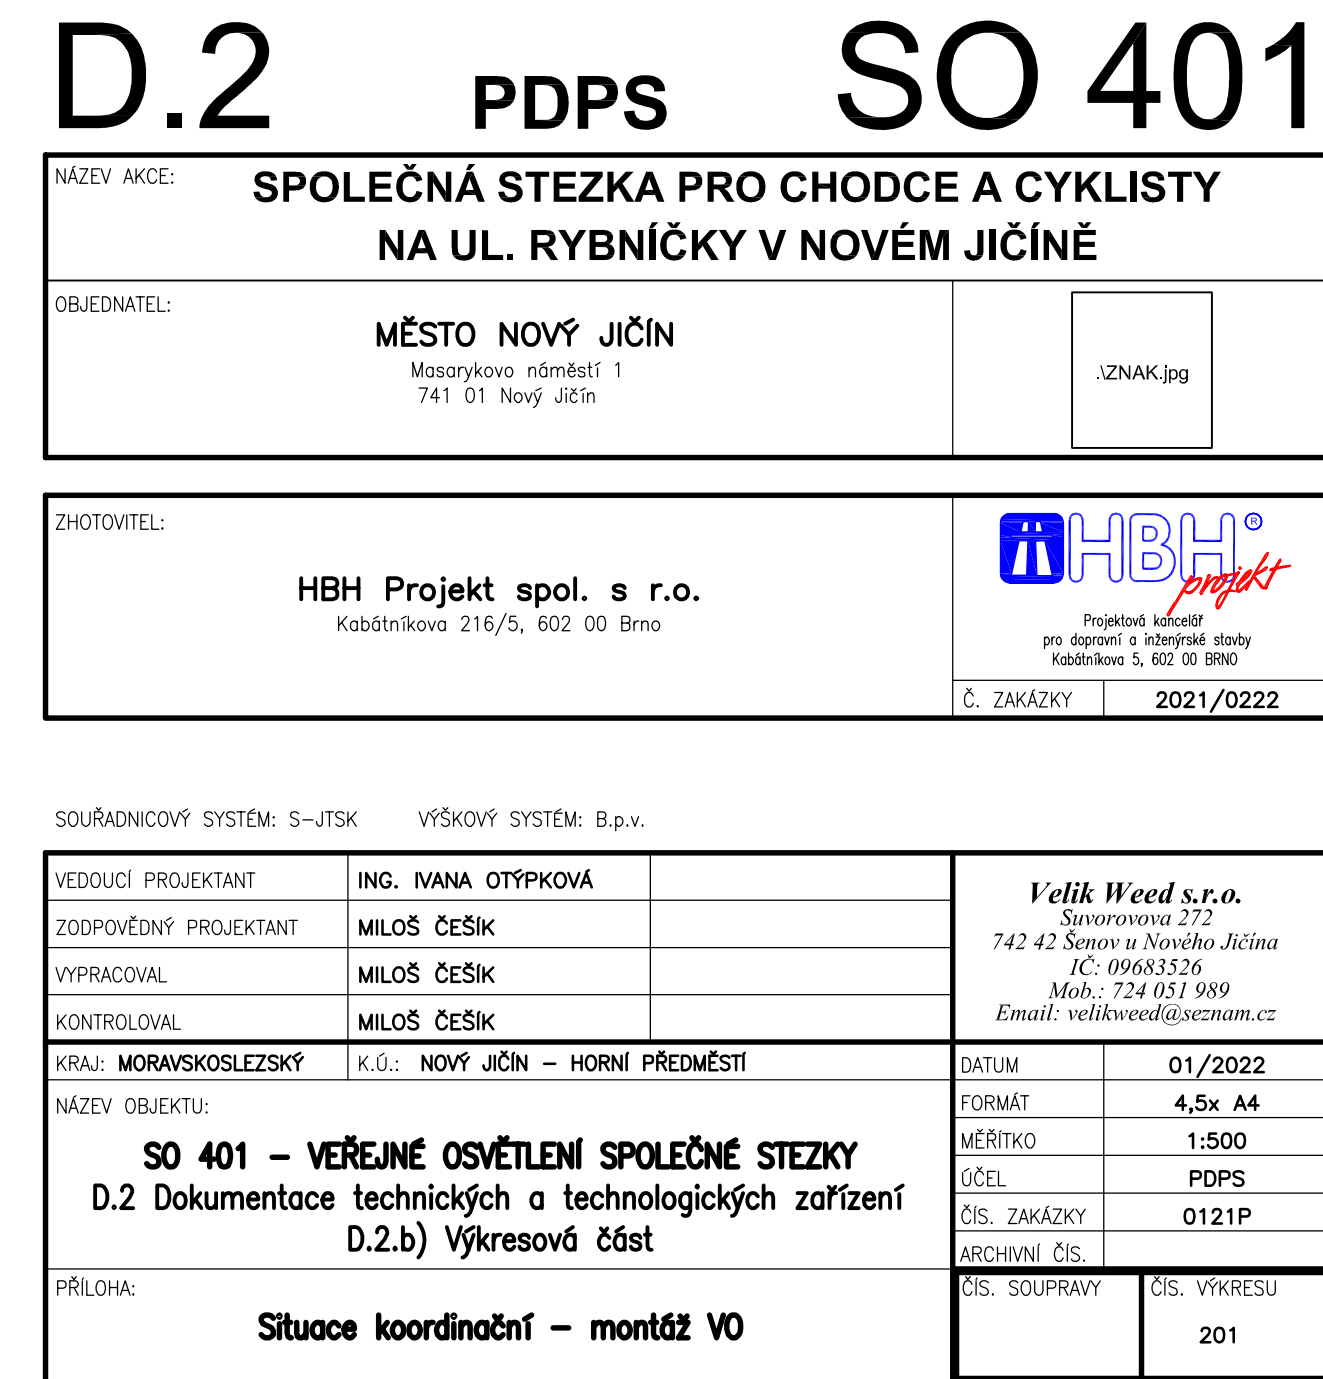 D.2 PDPS SO 401
NÁZEV AKCE: SPOLEČNÁ STEZKA PRO CHODCE A CYKLISTY
NA UL. RYBNÍČKY V NOVÉM JIČÍNĚ
OBJEDNATEL:
MĚSTO NOVÝ JIČÍN
Masarykovo náměstí 1
741 01 Nový Jičín
.\ZNAK.jpg
ZHOTOVITEL:
HBH Projekt spol. s r.o.
Kabátníkova 216/5, 602 00 Brno
HBH®
projekt
Projektová kancelář
pro dopravní a inženýrské stavby
Kabátníkova 5, 602 00 BRNO
Č. ZAKÁZKY 2021/0222
SOUŘADNICOVÝ SYSTÉM: S-JTSK VÝŠKOVÝ SYSTÉM: B.p.v.
VEDOUCÍ PROJEKTANT ING. IVANA OTÝPKOVÁ
ZODPOVĚDNÝ PROJEKTANT MILOŠ ČEŠÍK
VYPRACOVAL MILOŠ ČEŠÍK
KONTROLOVAL MILOŠ ČEŠÍK
Velik Weed s.r.o.
Suvorovova 272
742 42 Šenov u Nového Jičína
IČ: 09683526
Mob.: 724 051 989
Email: velikweed@seznam.cz
KRAJ: MORAVSKOSLEZSKÝ K.Ú.: NOVÝ JIČÍN – HORNÍ PŘEDMĚSTÍ
NÁZEV OBJEKTU:
SO 401 – VEŘEJNÉ OSVĚTLENÍ SPOLEČNÉ STEZKY
D.2 Dokumentace technických a technologických zařízení
D.2.b) Výkresová část
DATUM 01/2022
FORMÁT 4,5x A4
MĚŘÍTKO 1:500
ÚČEL PDPS
ČÍS. ZAKÁZKY 0121P
ARCHIVNÍ ČÍS.
PŘÍLOHA:
Situace koordinační – montáž VO
ČÍS. SOUPRAVY ČÍS. VÝKRESU
201